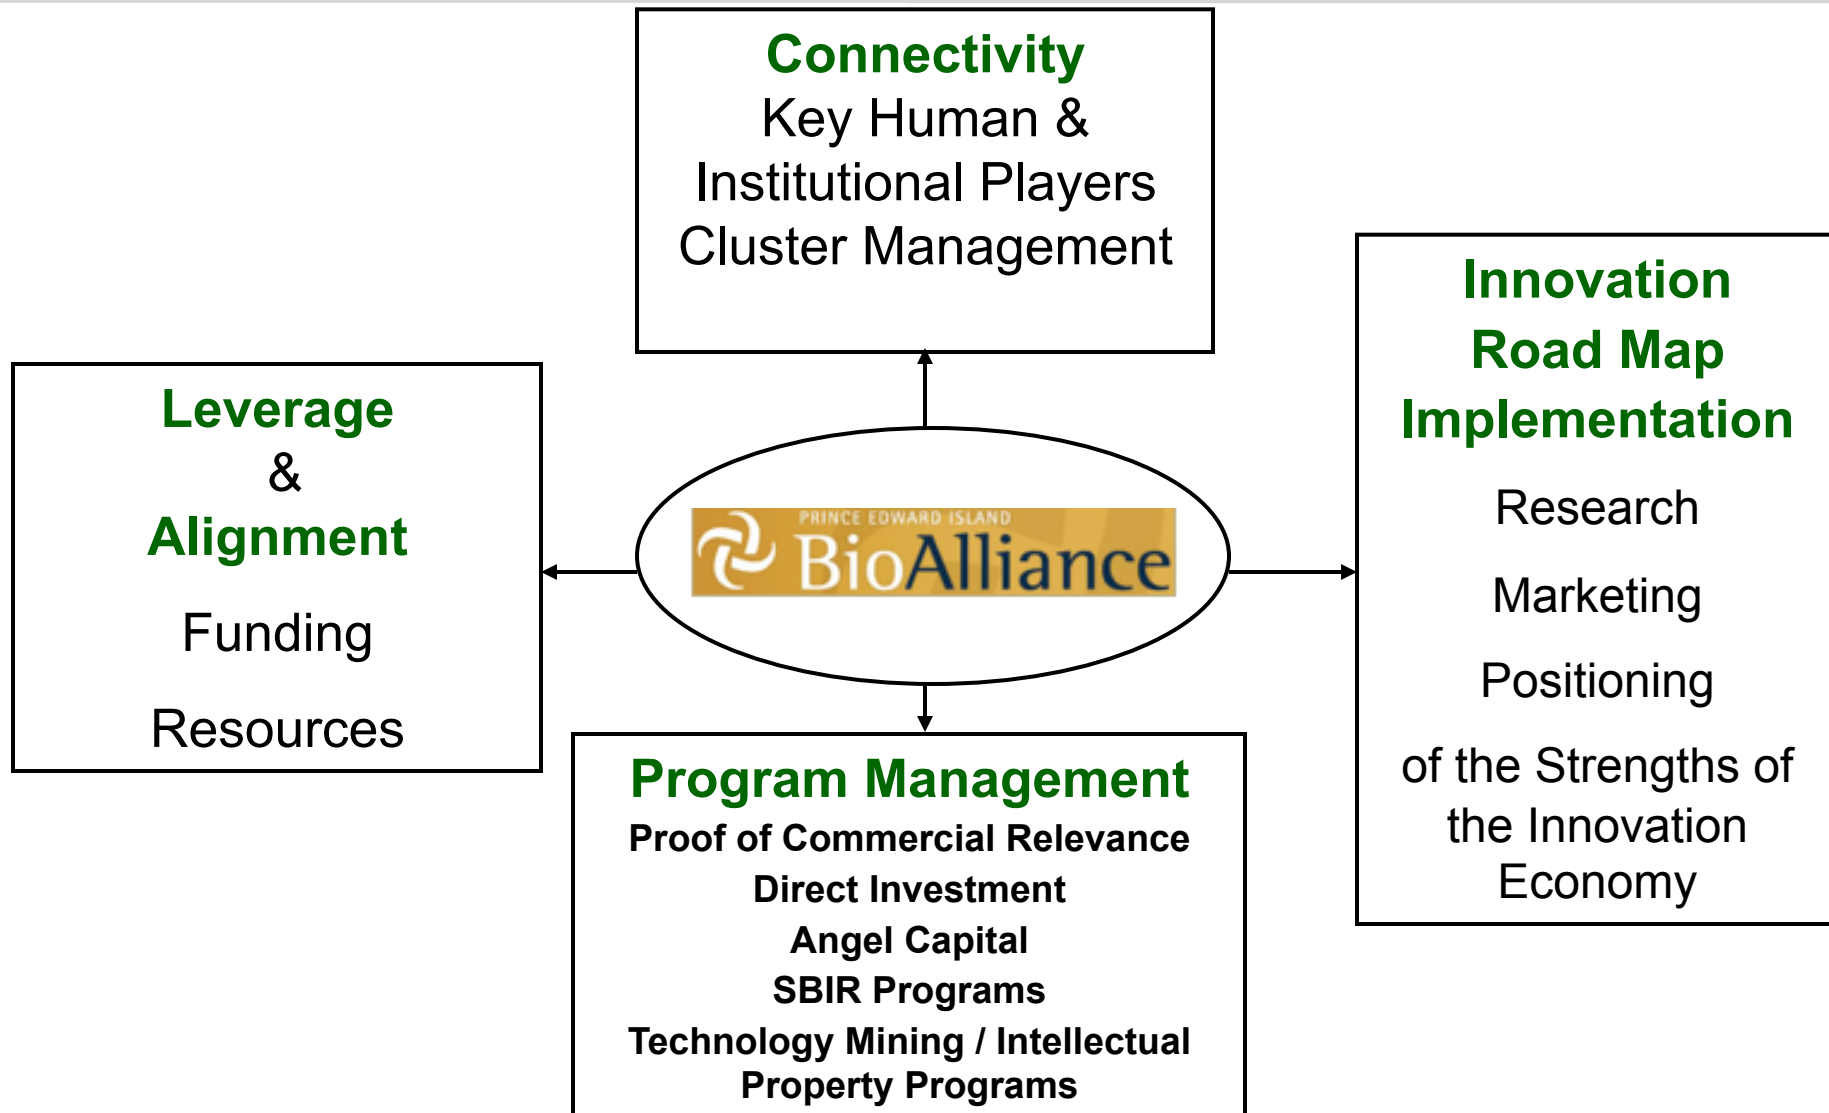 Connectivity
Key Human &
Institutional Players
Cluster Management
Leverage
&
Alignment
Funding
Resources
PRINCE EDWARD ISLAND
BioAlliance
Innovation
Road Map
Implementation
Research
Marketing
Positioning
of the Strengths of
the Innovation
Economy
Program Management
Proof of Commercial Relevance
Direct Investment
Angel Capital
SBIR Programs
Technology Mining / Intellectual
Property Programs